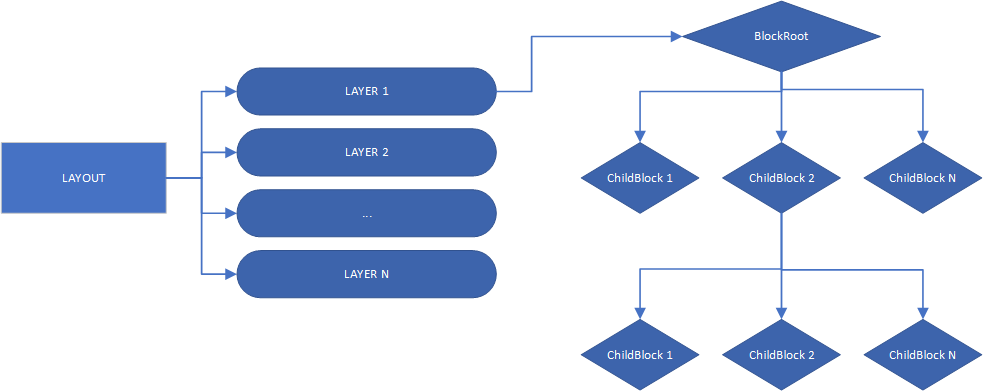 BlockRoot
LAYER 1
LAYER 2
LAYOUT
ChildBlock 1
ChildBlock 2
ChildBlock N
...
LAYER N
ChildBlock 1
ChildBlock 2
ChildBlock N